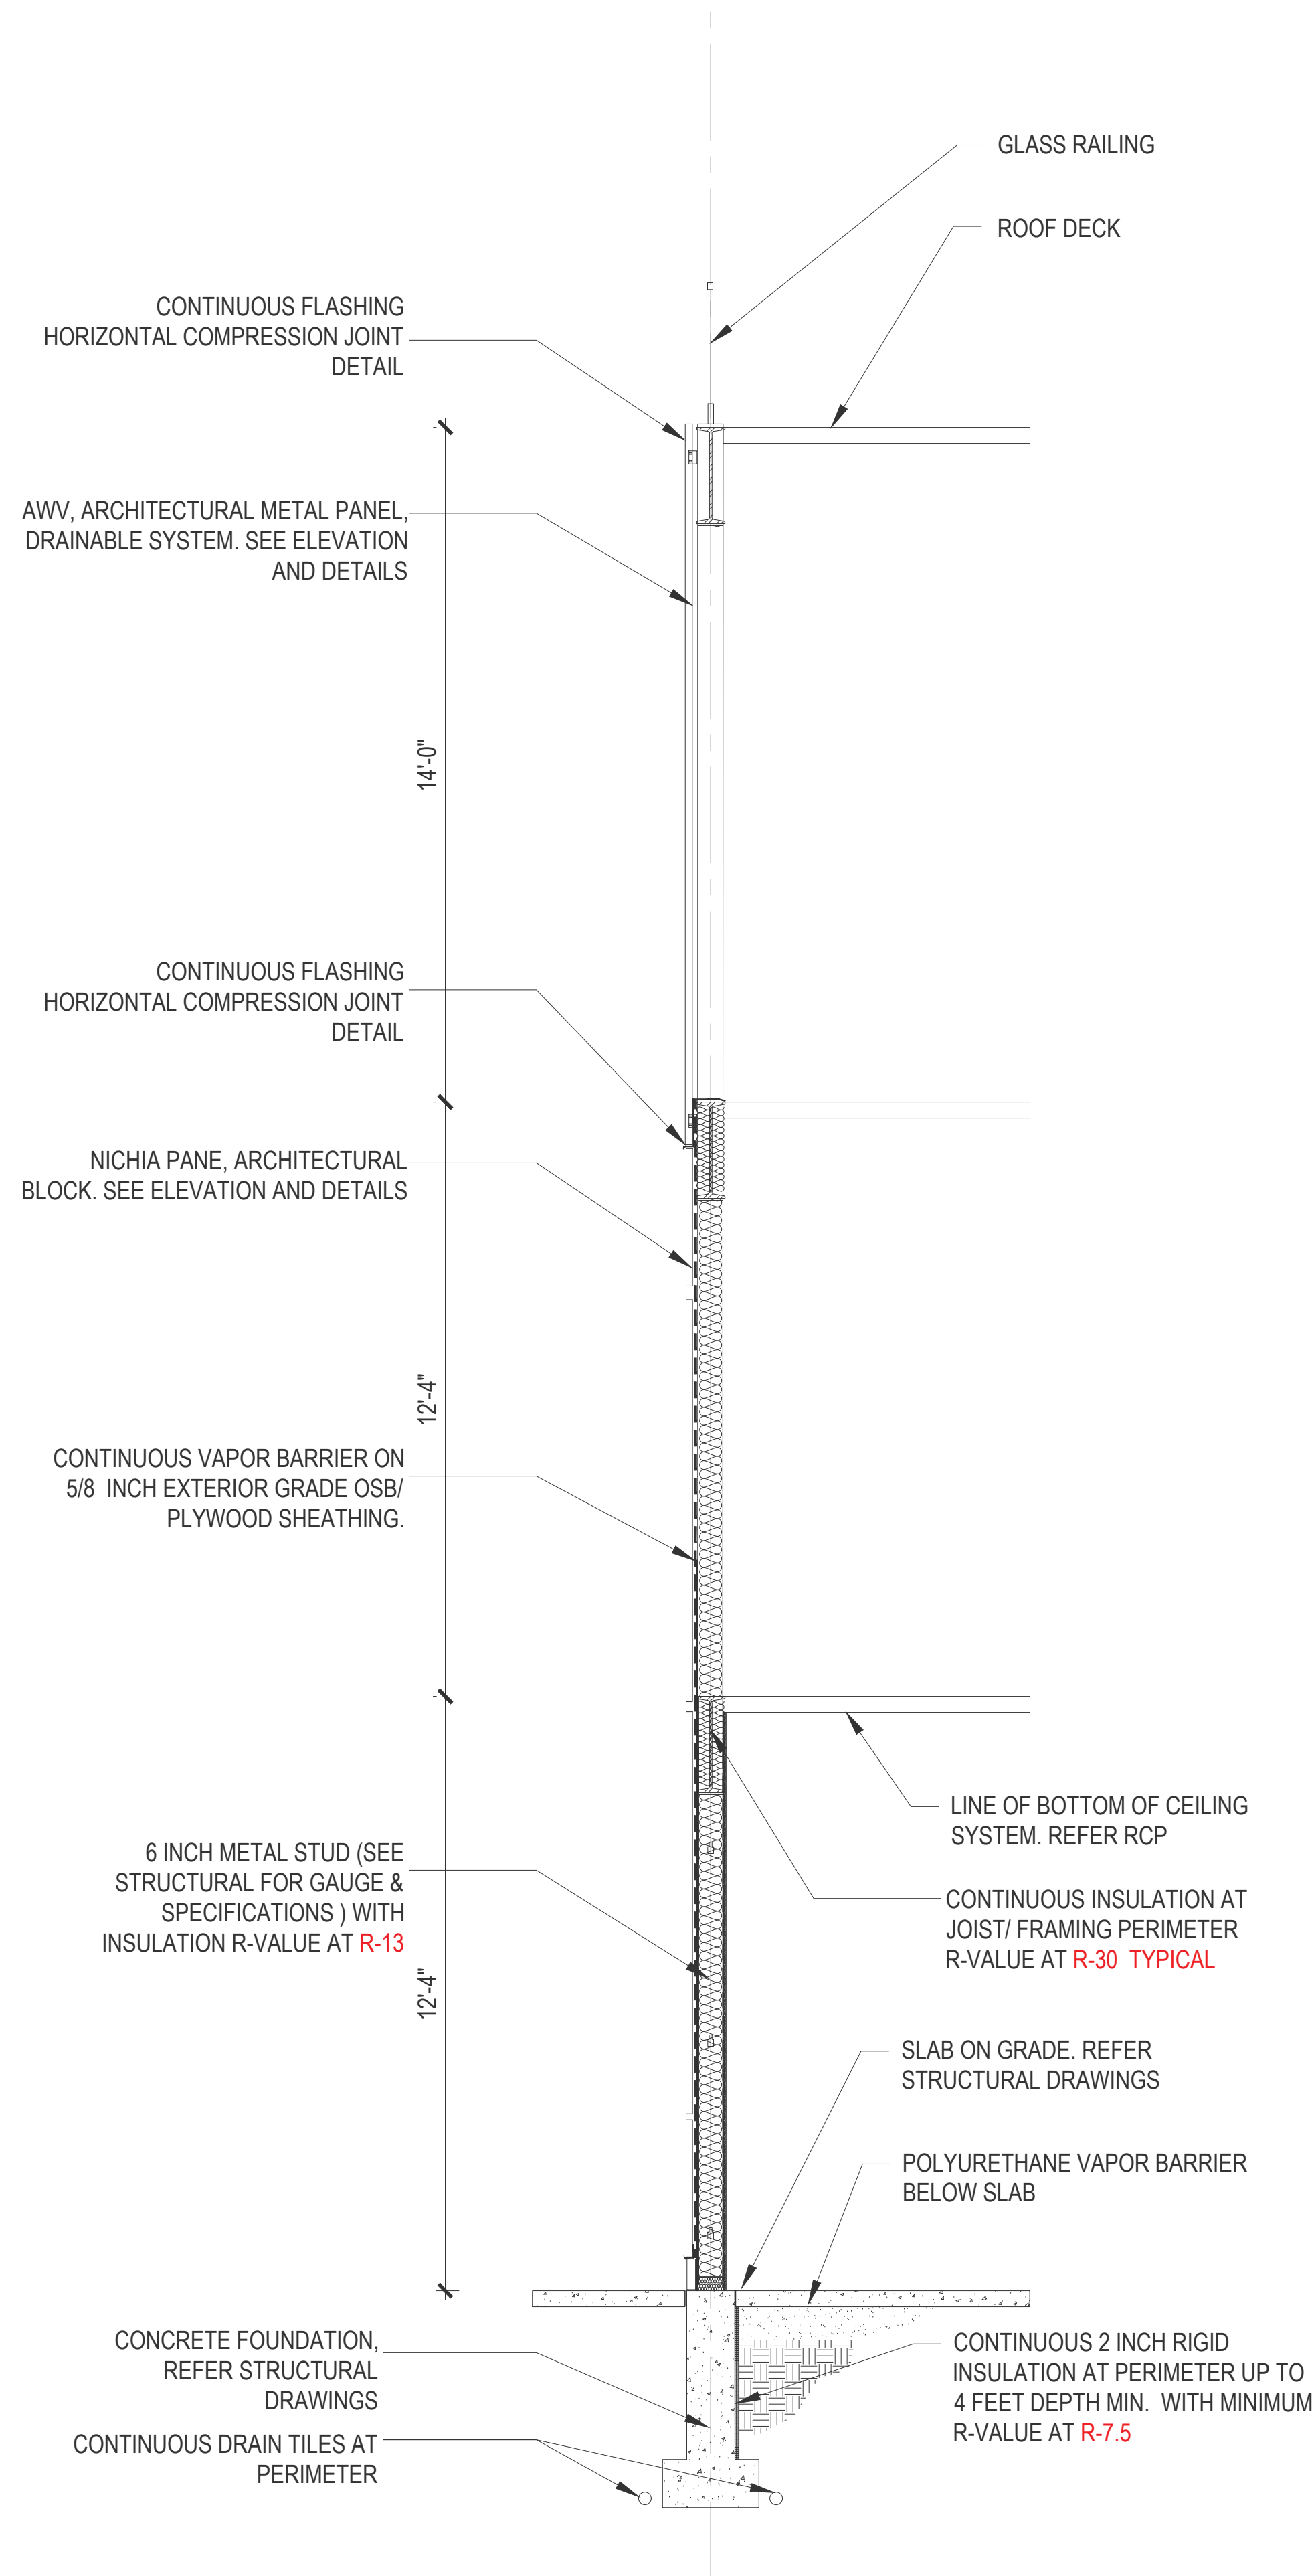 GLASS RAILING
ROOF DECK
CONTINUOUS FLASHING
HORIZONTAL COMPRESSION JOINT
DETAIL
AWV, ARCHITECTURAL METAL PANEL,
DRAINABLE SYSTEM. SEE ELEVATION
AND DETAILS
14'-0"
CONTINUOUS FLASHING
HORIZONTAL COMPRESSION JOINT
DETAIL
NICHIA PANE, ARCHITECTURAL
BLOCK. SEE ELEVATION AND DETAILS
12'-4"
CONTINUOUS VAPOR BARRIER ON
5/8 INCH EXTERIOR GRADE OSB/
PLYWOOD SHEATHING.
LINE OF BOTTOM OF CEILING
SYSTEM. REFER RCP
6 INCH METAL STUD (SEE
STRUCTURAL FOR GAUGE &
SPECIFICATIONS ) WITH
INSULATION R-VALUE AT R-13
CONTINUOUS INSULATION AT
JOIST/ FRAMING PERIMETER
R-VALUE AT R-30 TYPICAL
12'-4"
SLAB ON GRADE. REFER
STRUCTURAL DRAWINGS
POLYURETHANE VAPOR BARRIER
BELOW SLAB
CONCRETE FOUNDATION,
REFER STRUCTURAL
DRAWINGS
CONTINUOUS 2 INCH RIGID
INSULATION AT PERIMETER UP TO
4 FEET DEPTH MIN. WITH MINIMUM
R-VALUE AT R-7.5
CONTINUOUS DRAIN TILES AT
PERIMETER